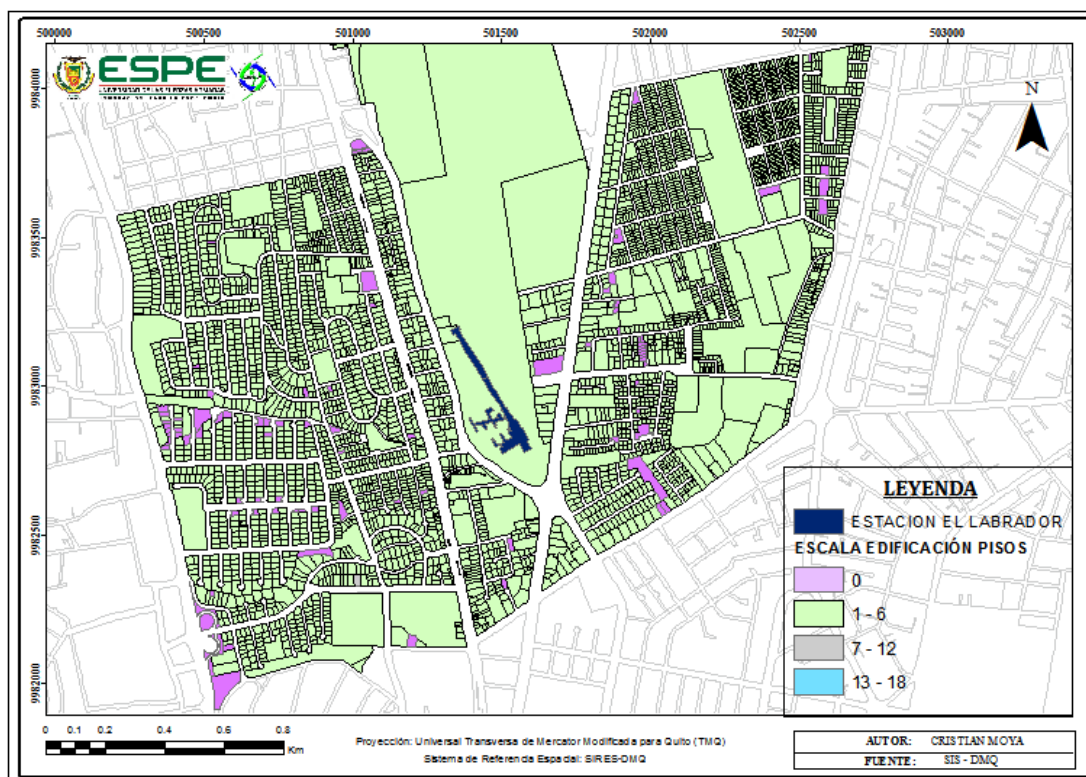 500000 500500 501000 501500 502000 502500 503000
9984000
9983500
9983000
9982500
9982000
ESPE
N
LEYENDA
ESTACION EL LABRADOR
ESCALA EDIFICACIÓN PISOS
0
1 - 6
7 - 12
13 - 18
0 0.1 0.2 0.4 0.6 0.8
Km
Proyección: Universal Transversa de Mercator Modificada para Quito (TMQ)
Sistema de Referencia Espacial: SIRES-DMQ
AUTOR: CRISTIAN MOYA
FUENTE: SIS - DMQ